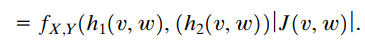 = f_{X,Y}(h_1(v, w), (h_2(v, w))|J(v, w)|.